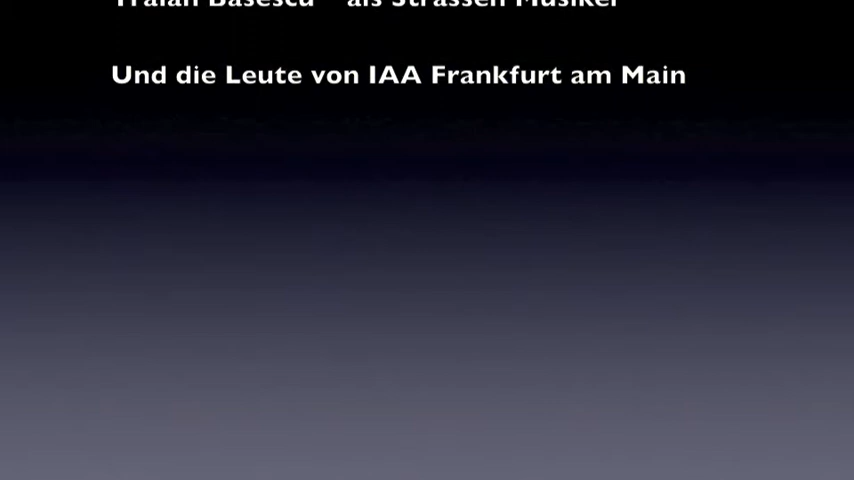 Traian Basescu als Strassen Musiker
Und die Leute von IAA Frankfurt am Main